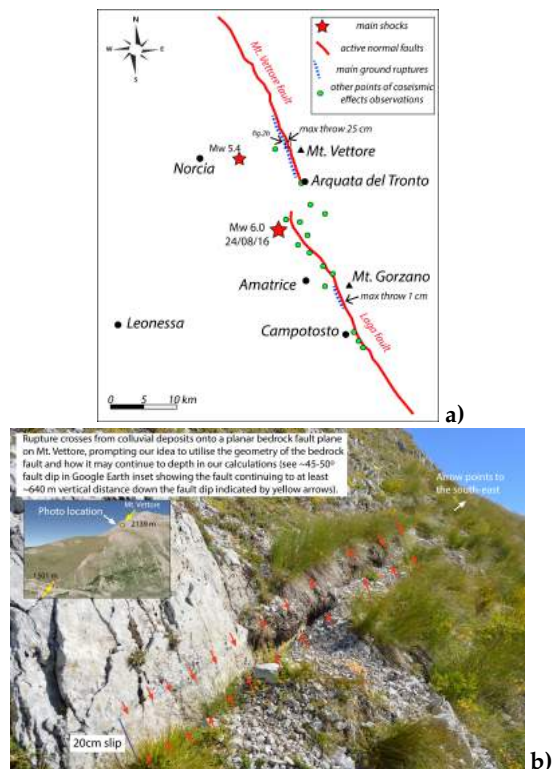 main shocks
active normal faults
main ground ruptures
other points of coseismic
effects observations
N
W
E
S
Mt. Vettore fault
fig.2b
max throw 25 cm
Mw 5.4
Mt. Vettore
Norcia
Arquata del Tronto
Mw 6.0
24/08/16
Mt. Gorzano
Amatrice
max throw 1 cm
Leonessa
Laga fault
Campotosto
0 5 10 km
a)
Rupture crosses from colluvial deposits onto a planar bedrock fault plane
on Mt. Vettore, prompting our idea to utilise the geometry of the bedrock
fault and how it may continue to depth in our calculations (see ~45-50º
fault dip in Google Earth inset showing the fault continuing to at least
~640 m vertical distance down the fault dip indicated by yellow arrows).
Arrow points to
the south-east
Mt. Vettore
Photo location
2139 m
1501 m
20cm slip
b)